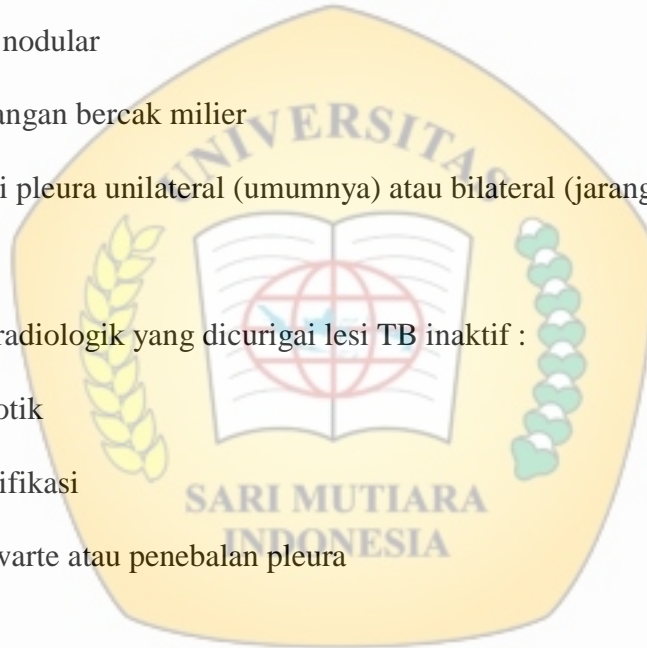 nodular
angan bercak milier
i pleura unilateral (umumnya) atau bilateral (jarang
radiologik yang dicurigai lesi TB inaktif :
otik
ifikasi
warte atau penebalan pleura
UNIVERSITAS
SARI MUTIARA
INDONESIA